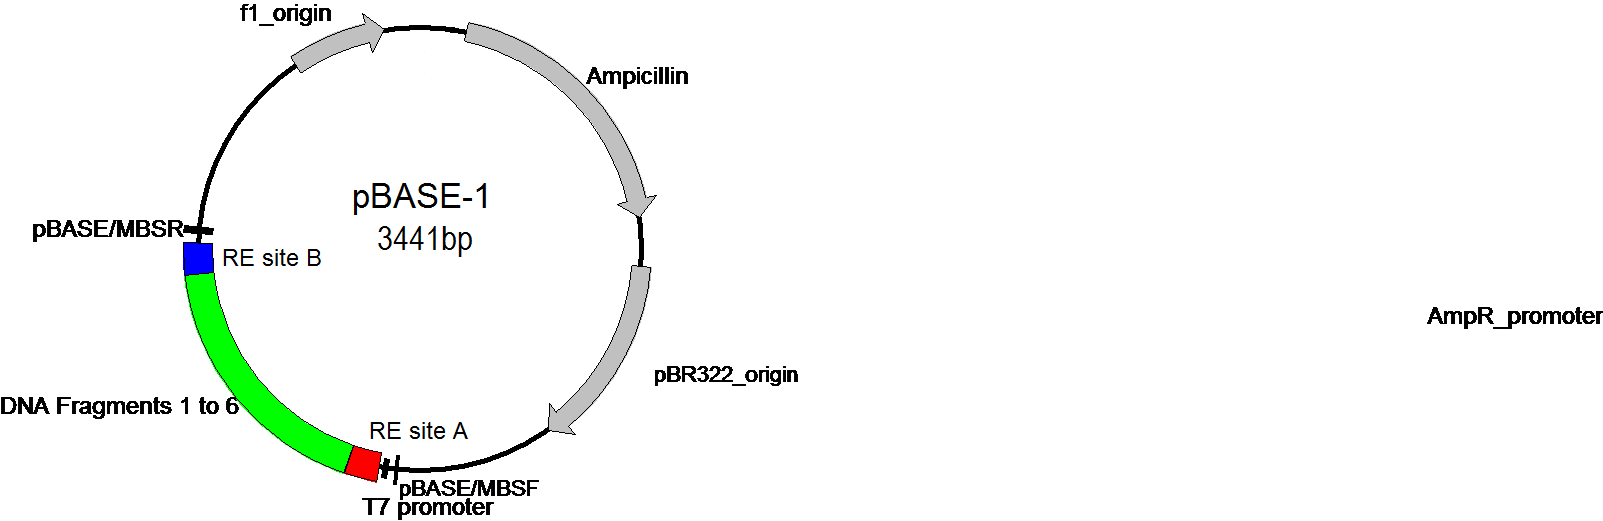 f1_origin
Ampicillin
pBASE-1
3441bp
pBASE/MBSR
RE site B
AmpR_promoter
pBR322_origin
DNA Fragments 1 to 6
RE site A
pBASE/MBSF
T7 promoter